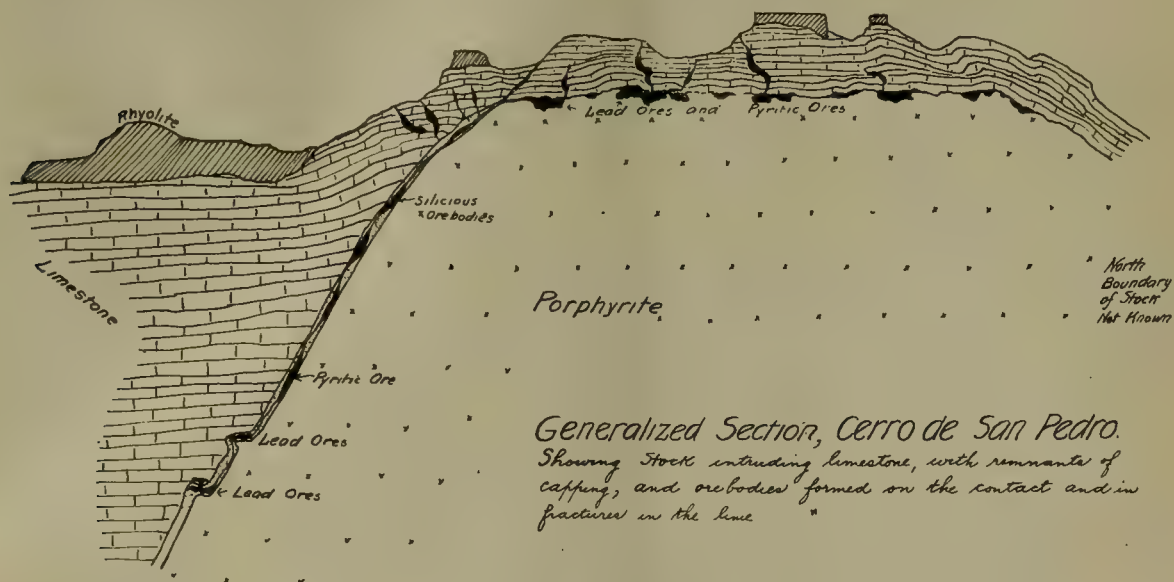 Rhyolite
Lead Ores and Pyritic Ores
Silicious
Orebodies
Limestone
North
Boundary
of Stock
Not Known
Porphyrite
Pyritic Ore
Lead Ores
Lead Ores
Generalized Section, Cerro de San Pedro.
Showing Stock intruding limestone, with remnants of
capping, and orebodies formed on the contact and in
fractures in the lime